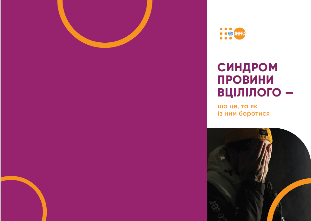 СИНДРОМ
ПРОВИНИ
ВЦІЛІЛОГО —
що це, та як
із ним боротися